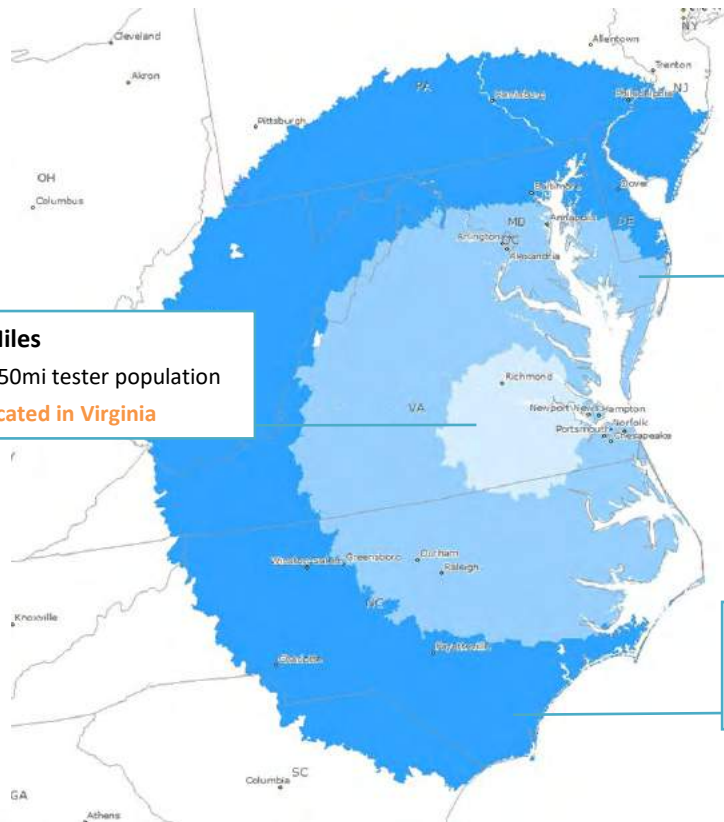 NY
Cleveland
Allentown
Trenton
Akron
PA
NJ
Harrisburg
Philadelphia
Pittsburgh
OH
Columbus
Baltimore
Dover
MD
Annapolis
DE
Arlington
DC
Alexandria
Miles
50mi tester population
cated in Virginia
Richmond
VA
Newport News
Hampton
Norfolk
Portsmouth
Chesapeake
Greensboro
Durham
Winston-Salem
Raleigh
NC
Knoxville
Fayetteville
Charlotte
SC
Columbia
GA
Athens